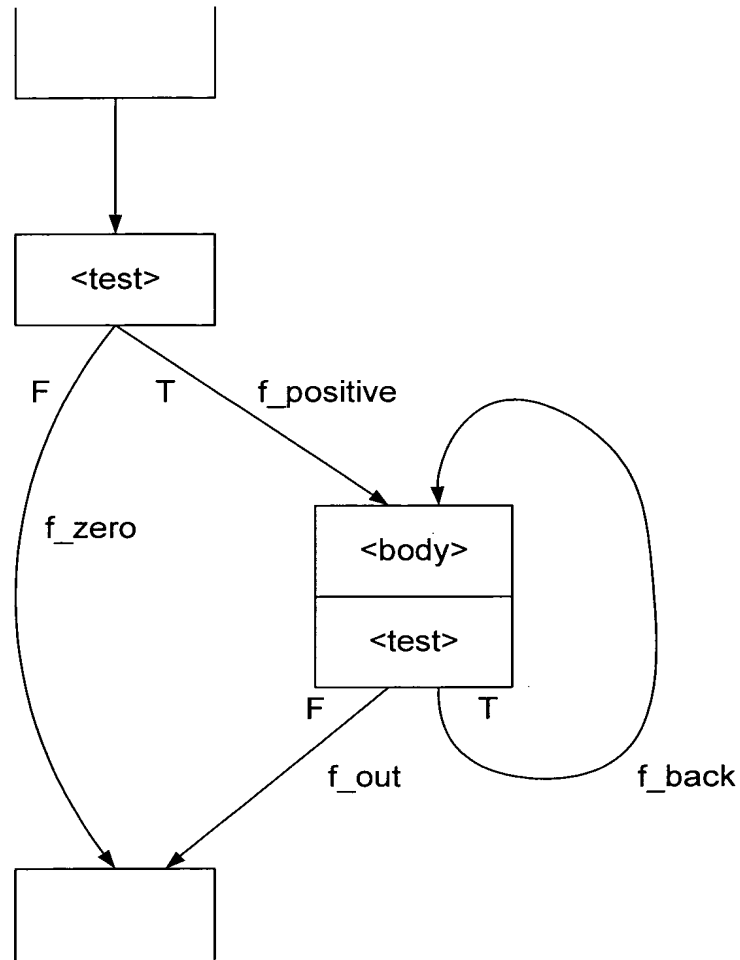 <test>
F
T
f_positive
f_zero
<body>
<test>
F
T
f_out
f_back